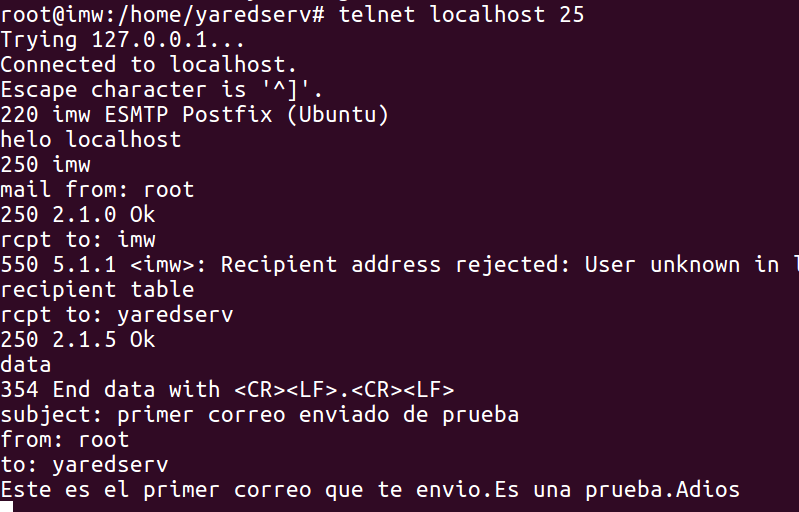 root@imw:/home/yaredserv# telnet localhost 25
Trying 127.0.0.1...
Connected to localhost.
Escape character is '^]'.
220 imw ESMTP Postfix (Ubuntu)
helo localhost
250 imw
mail from: root
250 2.1.0 Ok
rcpt to: imw
550 5.1.1 <imw>: Recipient address rejected: User unknown in l
recipient table
rcpt to: yaredserv
250 2.1.5 Ok
data
354 End data with <CR><LF>.<CR><LF>
subject: primer correo enviado de prueba
from: root
to: yaredserv
Este es el primer correo que te envio.Es una prueba.Adios